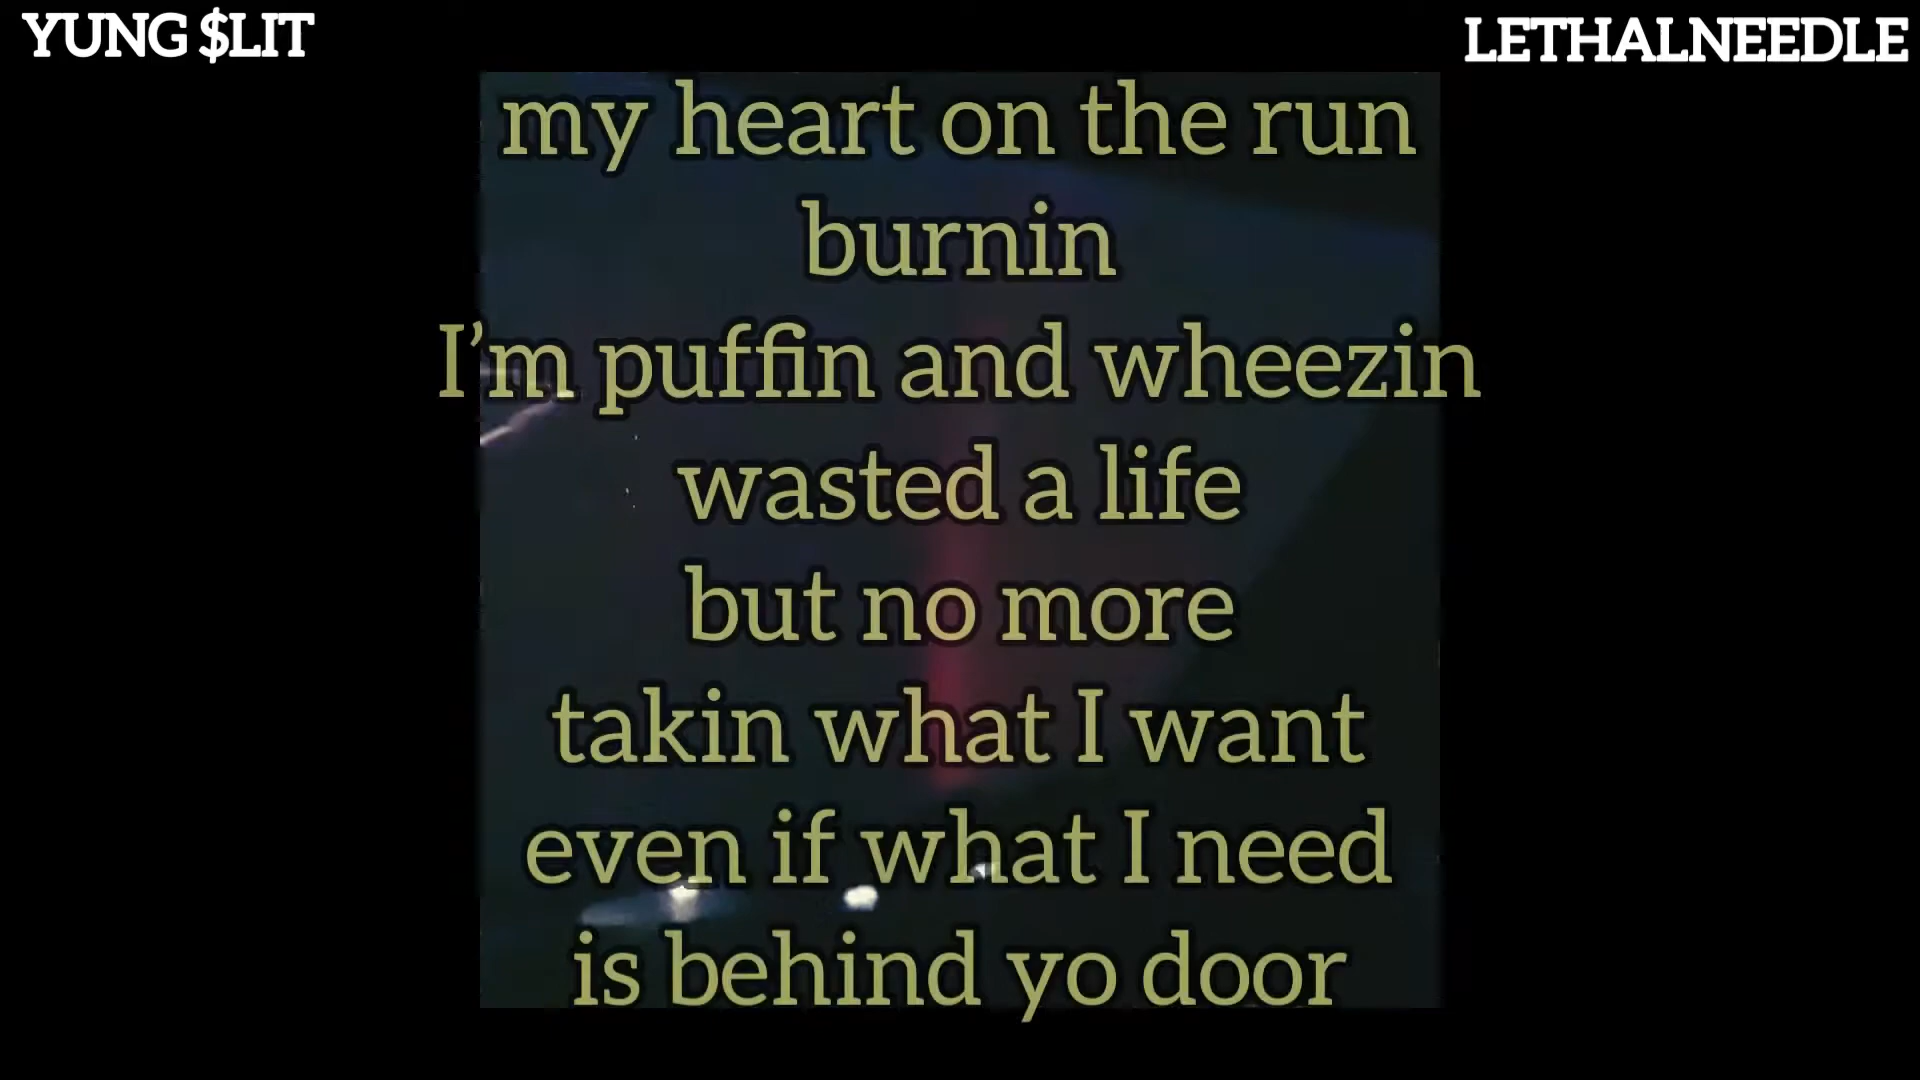 YUNG $LIT
LETHALNEEDLE
my heart on the run
burnin
I’m puffin and wheezin
wasted a life
but no more
takin what I want
even if what I need
is behind yo door